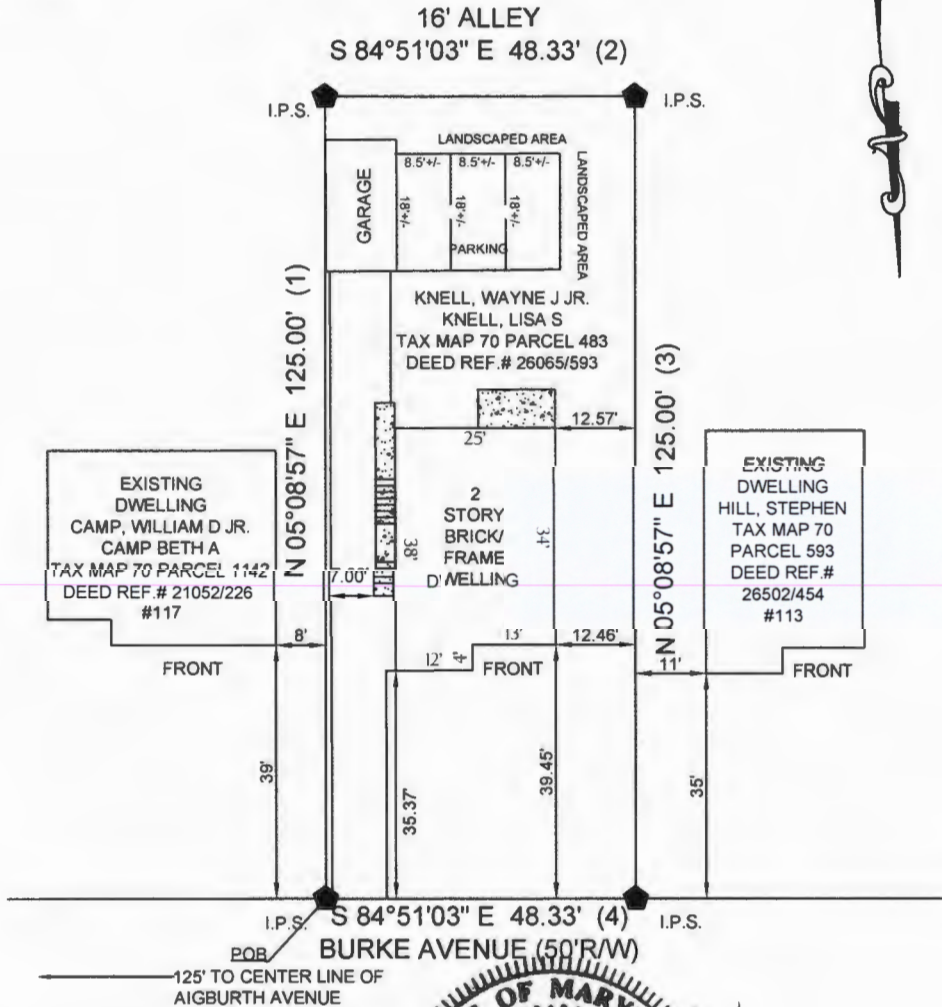 16' ALLEY
S 84°51'03" E 48.33' (2)
I.P.S.
I.P.S.
LANDSCAPED AREA
8.5'+/- 8.5'+/- 8.5'+/-
GARAGE
18'+/-
18'+/-
18'+/-
PARKING
LANDSCAPED AREA
KNELL, WAYNE J JR.
KNELL, LISA S
TAX MAP 70 PARCEL 483
DEED REF.# 26065/593
N 05°08'57" E 125.00' (1)
N 05°08'57" E 125.00' (3)
12.57'
25'
EXISTING
DWELLING
CAMP, WILLIAM D JR.
CAMP BETH A
TAX MAP 70 PARCEL 1142
DEED REF.# 21052/226
#117
2
STORY
BRICK/
FRAME
DWELLING
38'
34'
7.00'
EXISTING
DWELLING
HILL, STEPHEN
TAX MAP 70
PARCEL 593
DEED REF.#
26502/454
#113
8'
13'
12.46'
12'
4'
11'
FRONT
FRONT
FRONT
39'
35.37'
39.45'
35'
I.P.S.
S 84°51'03" E 48.33' (4)
I.P.S.
POB
BURKE AVENUE (50'R/W)
125' TO CENTER LINE OF
AIGBURTH AVENUE
OF MARY